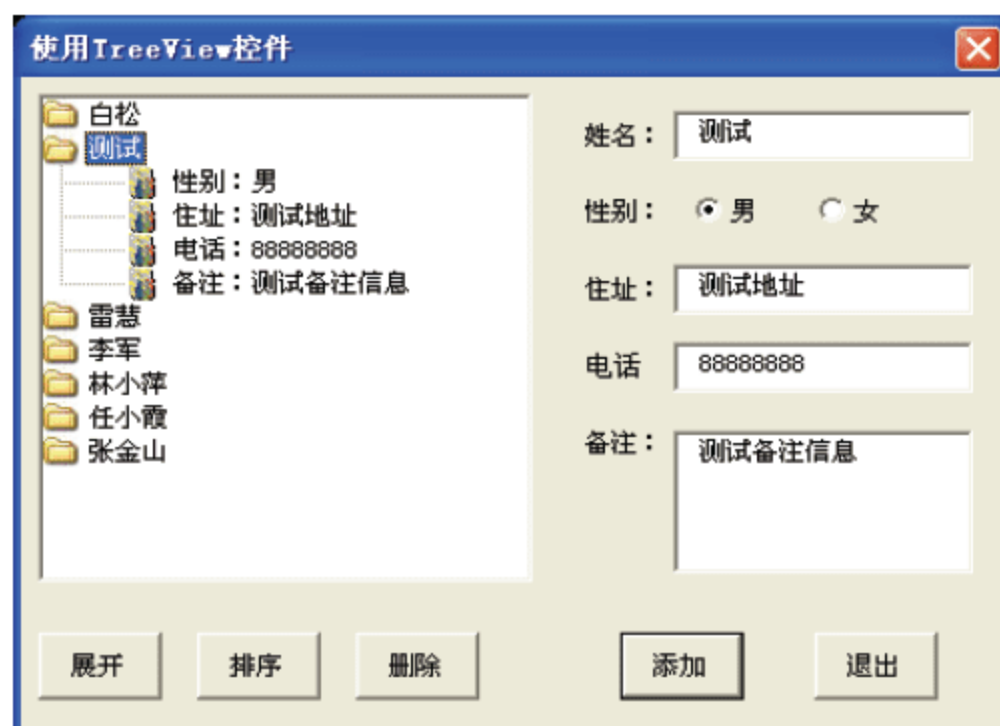 使用TreeView控件
白松
测试
性别：男
住址：测试地址
电话：88888888
备注：测试备注信息
雷慧
李军
林小萍
任小霞
张金山
姓名： 测试
性别： 男 女
住址： 测试地址
电话 88888888
备注： 测试备注信息
展开 排序 删除 添加 退出